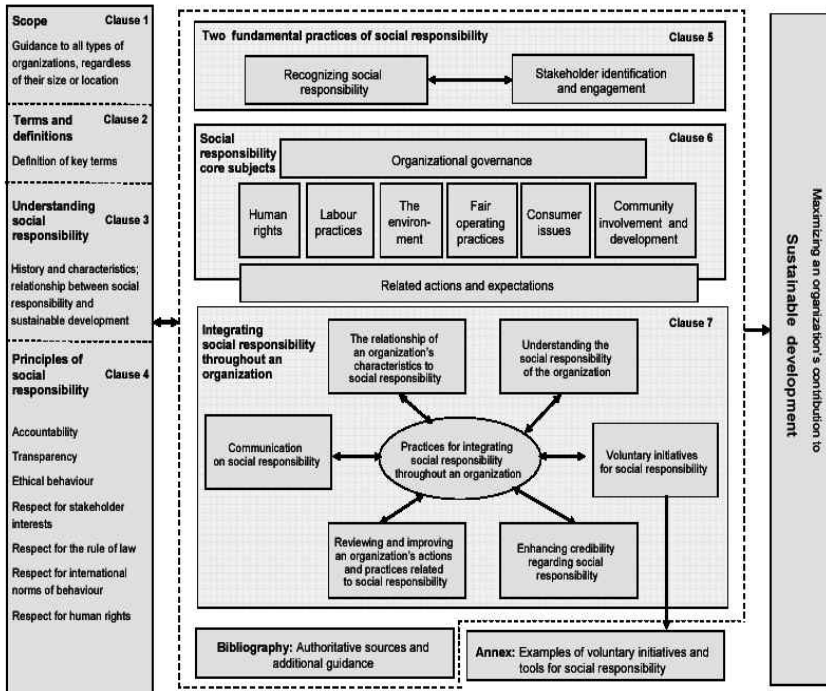 Scope Clause 1
Guidance to all types of
organizations, regardless
of their size or location
Terms and
definitions Clause 2
Definition of key terms
Understanding
social
responsibility Clause 3
History and characteristics;
relationship between social
responsibility and
sustainable development
Principles of
social
responsibility Clause 4
Accountability
Transparency
Ethical behaviour
Respect for stakeholder
interests
Respect for the rule of law
Respect for international
norms of behaviour
Respect for human rights
Two fundamental practices of social responsibility Clause 5
Recognizing social
responsibility
Stakeholder identification
and engagement
Social
responsibility
core subjects
Clause 6
Organizational governance
Human
rights
Labour
practices
The
environ-
ment
Fair
operating
practices
Consumer
issues
Community
involvement and
development
Related actions and expectations
Integrating
social responsibility
throughout an
organization
Clause 7
The relationship of
an organization's
characteristics to
social responsibility
Understanding the
social responsibility
of the organization
Communication
on social responsibility
Practices for integrating
social responsibility
throughout an organization
Voluntary initiatives
for social responsibility
Reviewing and improving
an organization's actions
and practices related
to social responsibility
Enhancing credibility
regarding social
responsibility
Bibliography: Authoritative sources and
additional guidance
Annex: Examples of voluntary initiatives and
tools for social responsibility
Maximizing an organization's contribution to
Sustainable development